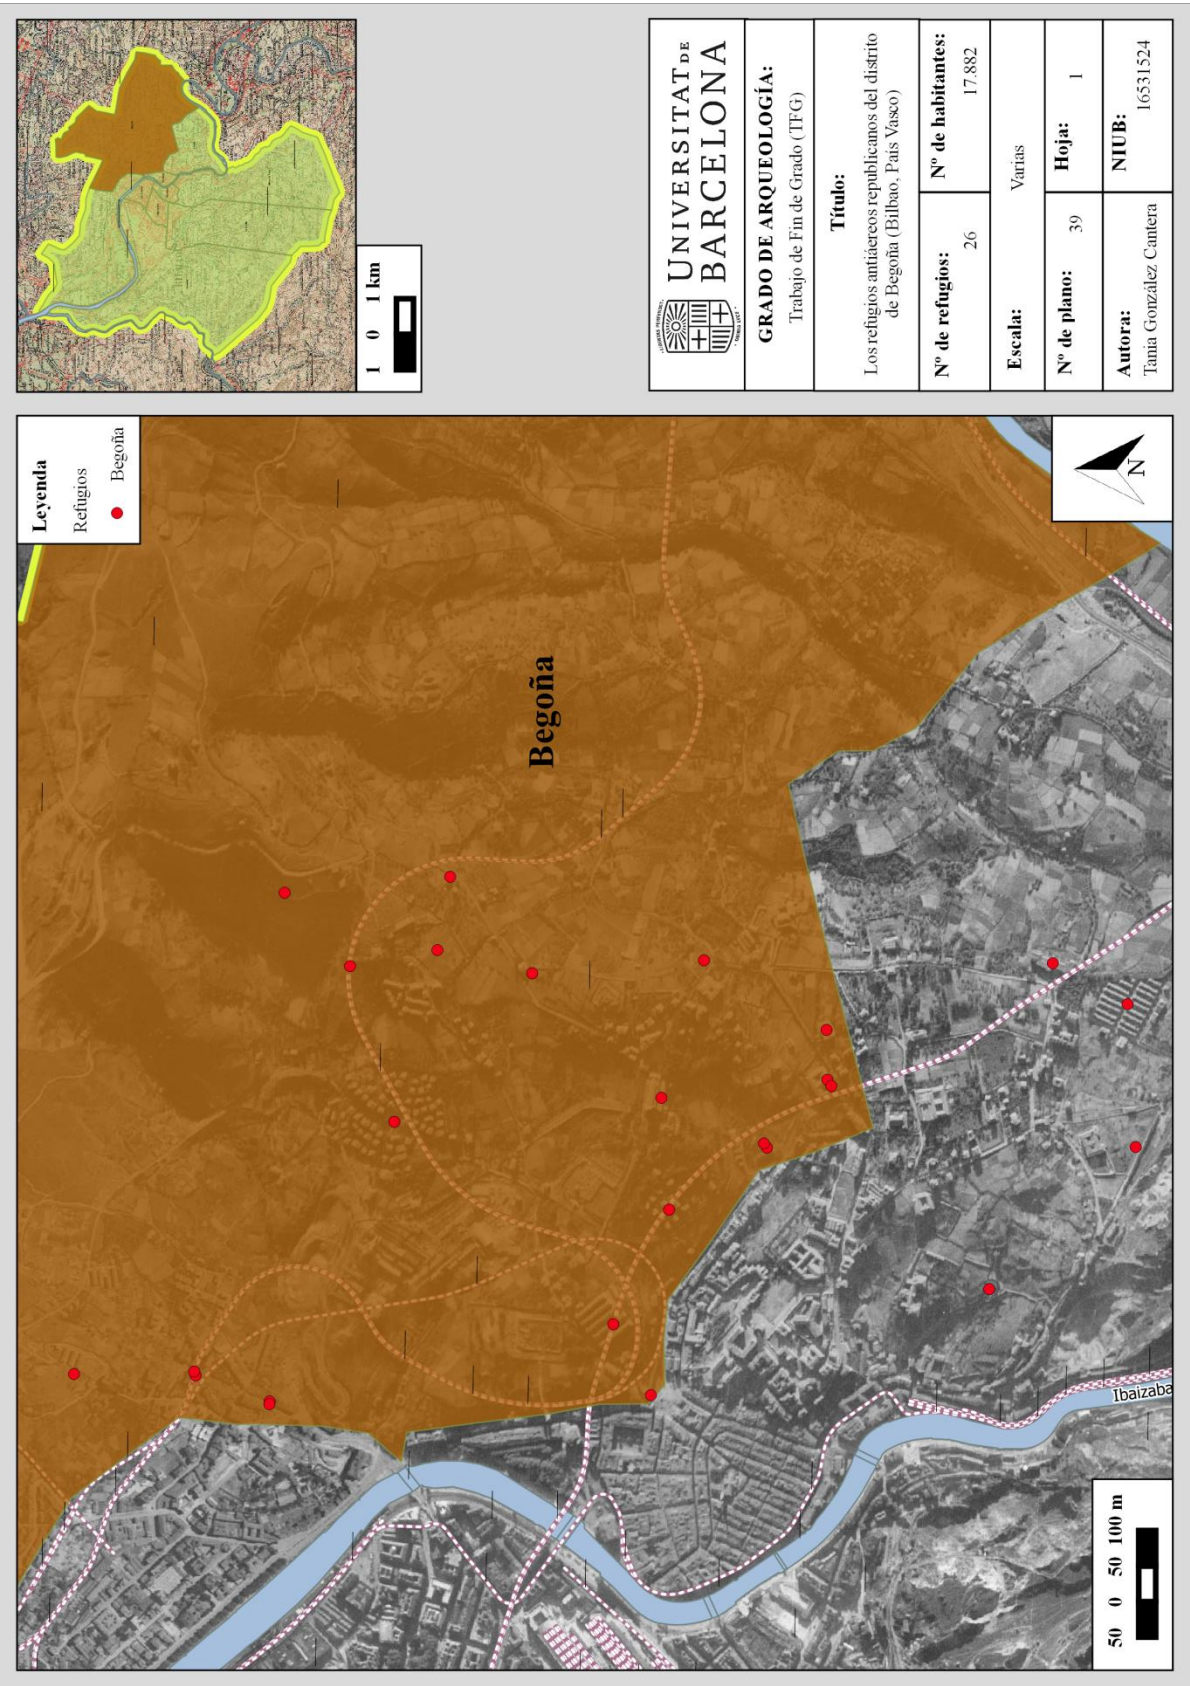 Leyenda
Refugios
Begoña
Begoña
N
Ibaizaba
50 0 50 100 m
1 0 1 km
UNIVERSITAT DE
BARCELONA
GRADO DE ARQUEOLOGÍA:
Trabajo de Fin de Grado (TFG)
Título:
Los refugios antiáereos republicanos del distrito
de Begoña (Bilbao, País Vasco)
Nº de refugios:
26
Nº de habitantes:
17.882
Escala:
Varias
Nº de plano:
39
Hoja:
1
Autora:
Tania González Cantera
NIUB:
16531524